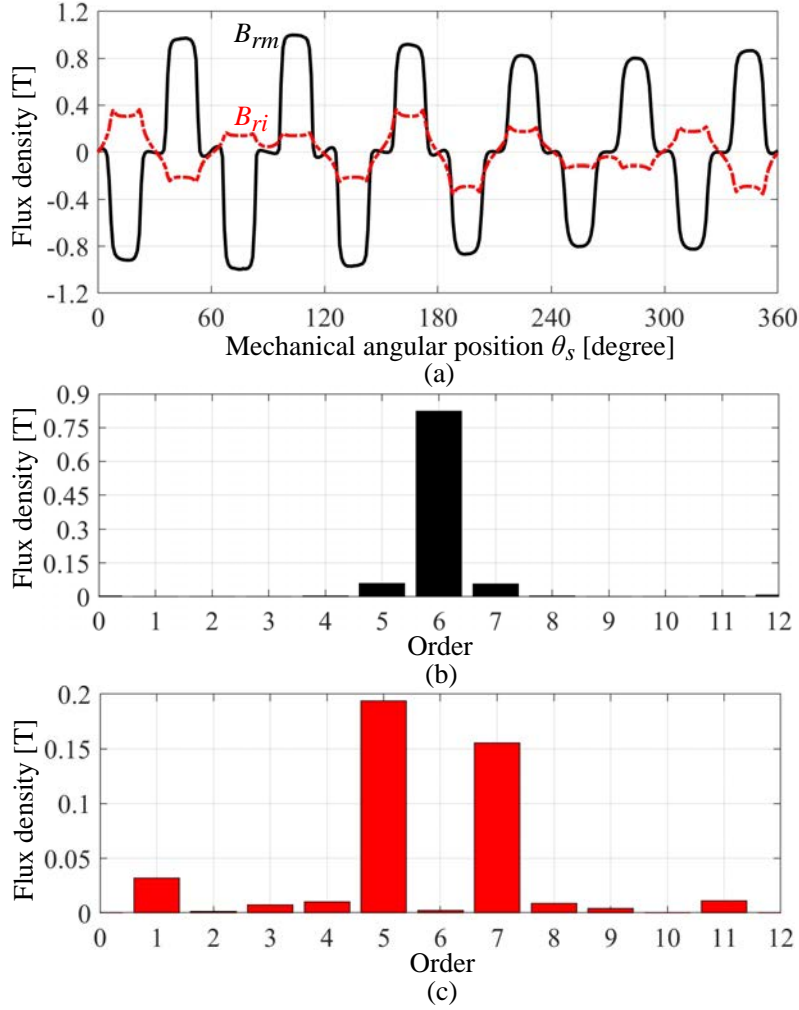 1.2
0.8
0.4
0
-0.4
-0.8
-1.2
Flux density [T]
B_{rm}
B_{ri}
0 60 120 180 240 300 360
Mechanical angular position θ_s [degree]
(a)
0.9
0.75
0.6
0.45
0.3
0.15
0
Flux density [T]
0 1 2 3 4 5 6 7 8 9 10 11 12
Order
(b)
0.2
0.15
0.1
0.05
0
Flux density [T]
0 1 2 3 4 5 6 7 8 9 10 11 12
Order
(c)